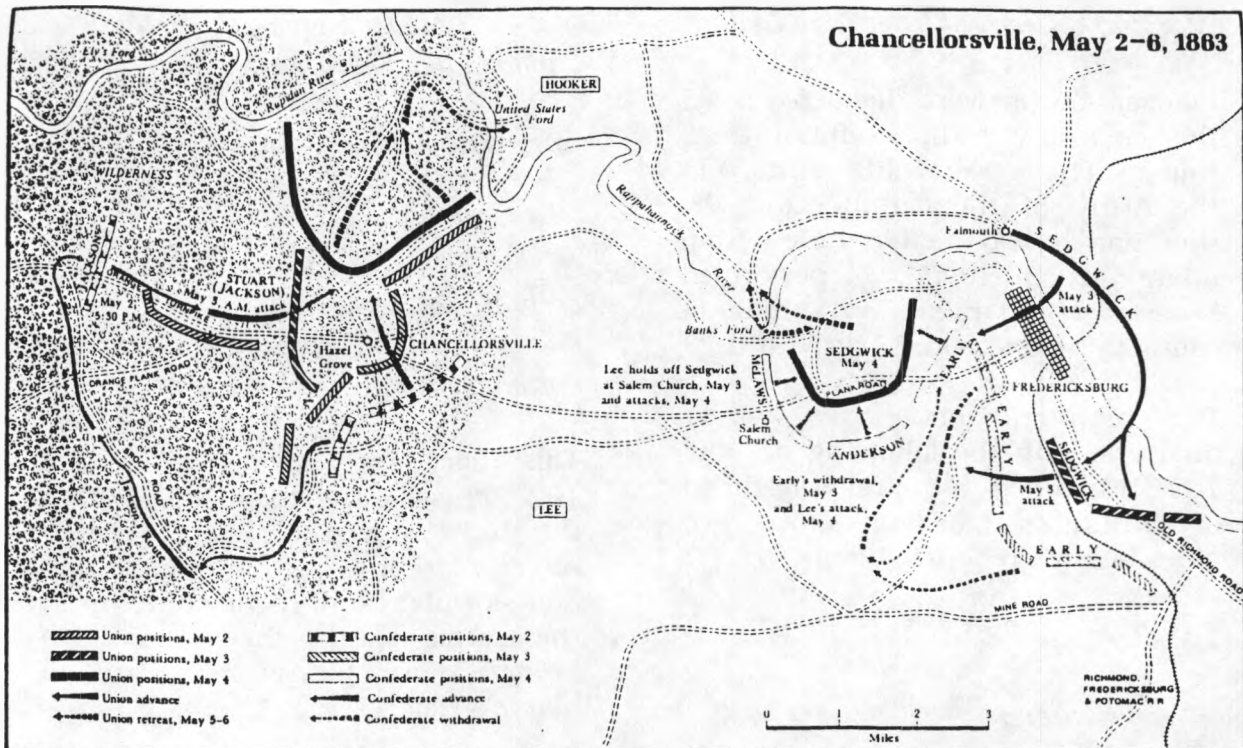 Chancellorsville, May 2–6, 1863
Ely's Ford
Rapidan River
HOOKER
United States
Ford
WILDERNESS
Rappahannock
River
Falmouth
SEDGWICK
JACKSON
May 2,
5:30 P.M.
STUART
(JACKSON)
May 3, A.M. attack
May 3
attack
Banks' Ford
CHANCELLORSVILLE
Hazel
Grove
ORANGE PLANK ROAD
SEDGWICK
May 4
EARLY
McLAWS
PLANK ROAD
Lee holds off Sedgwick
at Salem Church, May 3
and attacks, May 4
FREDERICKSBURG
Salem
Church
ANDERSON
EARLY
SEDGWICK
ROAD
Early's withdrawal,
May 3
and Lee's attack,
May 4
May 3
attack
LEE
OLD RICHMOND ROAD
EARLY
MINE ROAD
Union positions, May 2
Union positions, May 3
Union positions, May 4
Union advance
Union retreat, May 5–6
Confederate positions, May 2
Confederate positions, May 3
Confederate positions, May 4
Confederate advance
Confederate withdrawal
RICHMOND,
FREDERICKSBURG
& POTOMAC R R
0
2
3
Miles